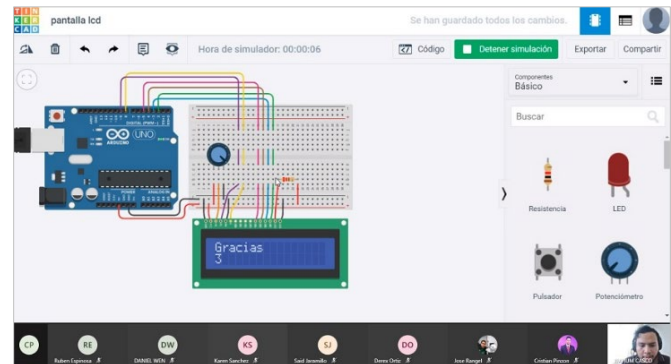 TIN
KER
CAD
pantalla lcd
Se han guardado todos los cambios.
Hora de simulador: 00:00:06
Código
Detener simulación
Exportar
Compartir
Componentes
Básico
Buscar
ARDUINO
UNO
Gracias
3
Resistencia
LED
Pulsador
Potenciómetro
CP
RE
DW
KS
SJ
DO
Ruben Espinosa
DANIEL WEN
Karen Sanchez
Said Jaramillo
Deres Ortiz
Jose Rangel
Cristian Pinzon